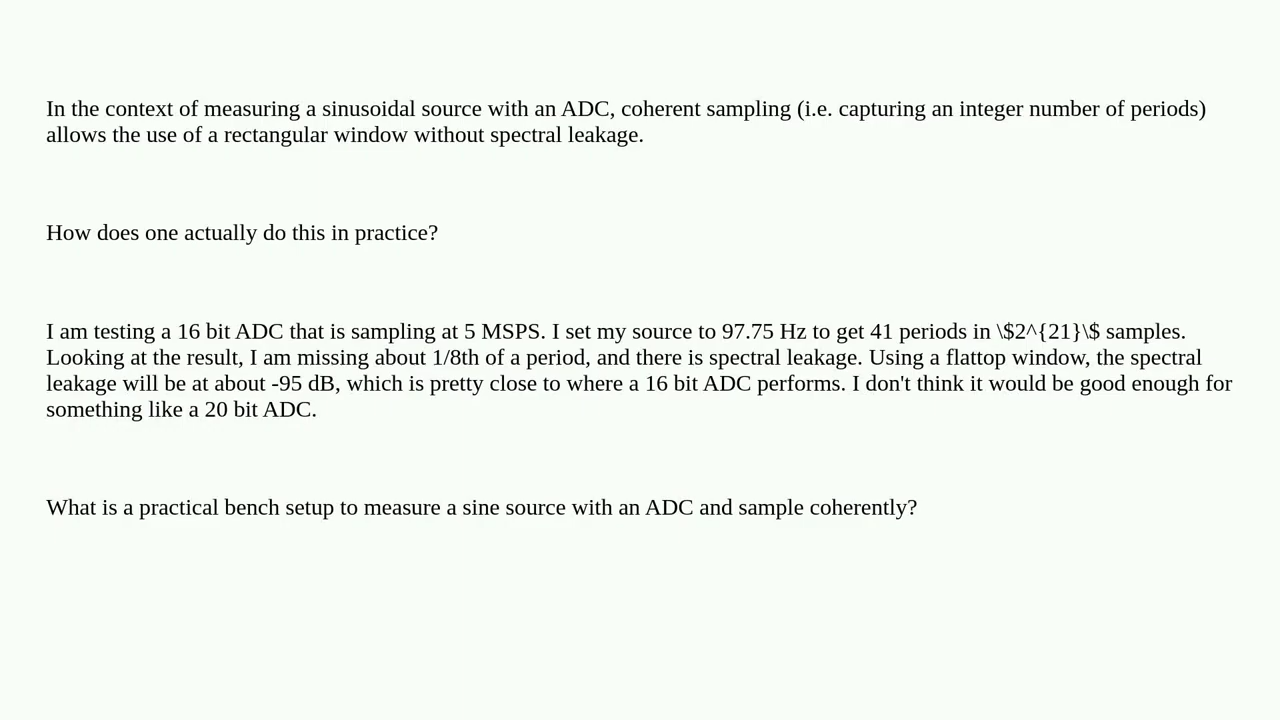 In the context of measuring a sinusoidal source with an ADC, coherent sampling (i.e. capturing an integer number of periods)
allows the use of a rectangular window without spectral leakage.
How does one actually do this in practice?
I am testing a 16 bit ADC that is sampling at 5 MSPS. I set my source to 97.75 Hz to get 41 periods in \$2^{21}\$ samples.
Looking at the result, I am missing about 1/8th of a period, and there is spectral leakage. Using a flattop window, the spectral
leakage will be at about -95 dB, which is pretty close to where a 16 bit ADC performs. I don't think it would be good enough for
something like a 20 bit ADC.
What is a practical bench setup to measure a sine source with an ADC and sample coherently?